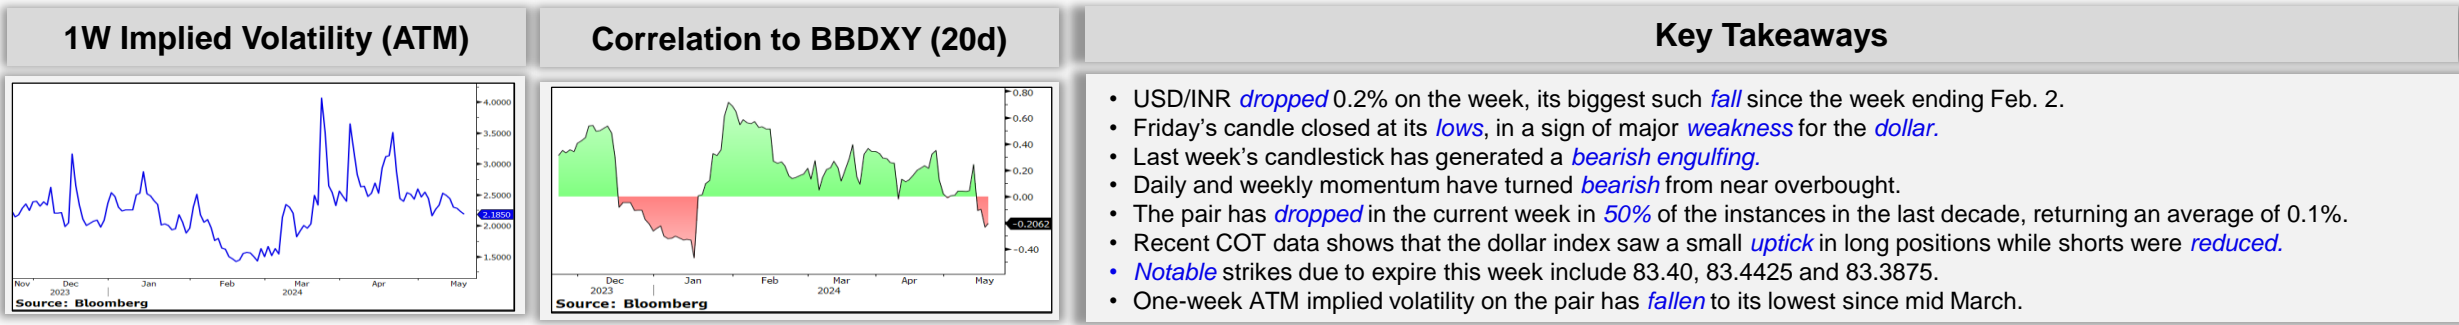 1W Implied Volatility (ATM)
4.0000
3.5000
3.0000
2.5000
2.1850
2.0000
1.5000
Nov Dec Jan Feb Mar Apr May
2023 2024
Source: Bloomberg
Correlation to BBDXY (20d)
0.80
0.60
0.40
0.20
0.00
-0.2062
-0.40
Dec Jan Feb Mar Apr May
2023 2024
Source: Bloomberg
Key Takeaways
• USD/INR dropped 0.2% on the week, its biggest such fall since the week ending Feb. 2.
• Friday's candle closed at its lows, in a sign of major weakness for the dollar.
• Last week's candlestick has generated a bearish engulfing.
• Daily and weekly momentum have turned bearish from near overbought.
• The pair has dropped in the current week in 50% of the instances in the last decade, returning an average of 0.1%.
• Recent COT data shows that the dollar index saw a small uptick in long positions while shorts were reduced.
• Notable strikes due to expire this week include 83.40, 83.4425 and 83.3875.
• One-week ATM implied volatility on the pair has fallen to its lowest since mid March.